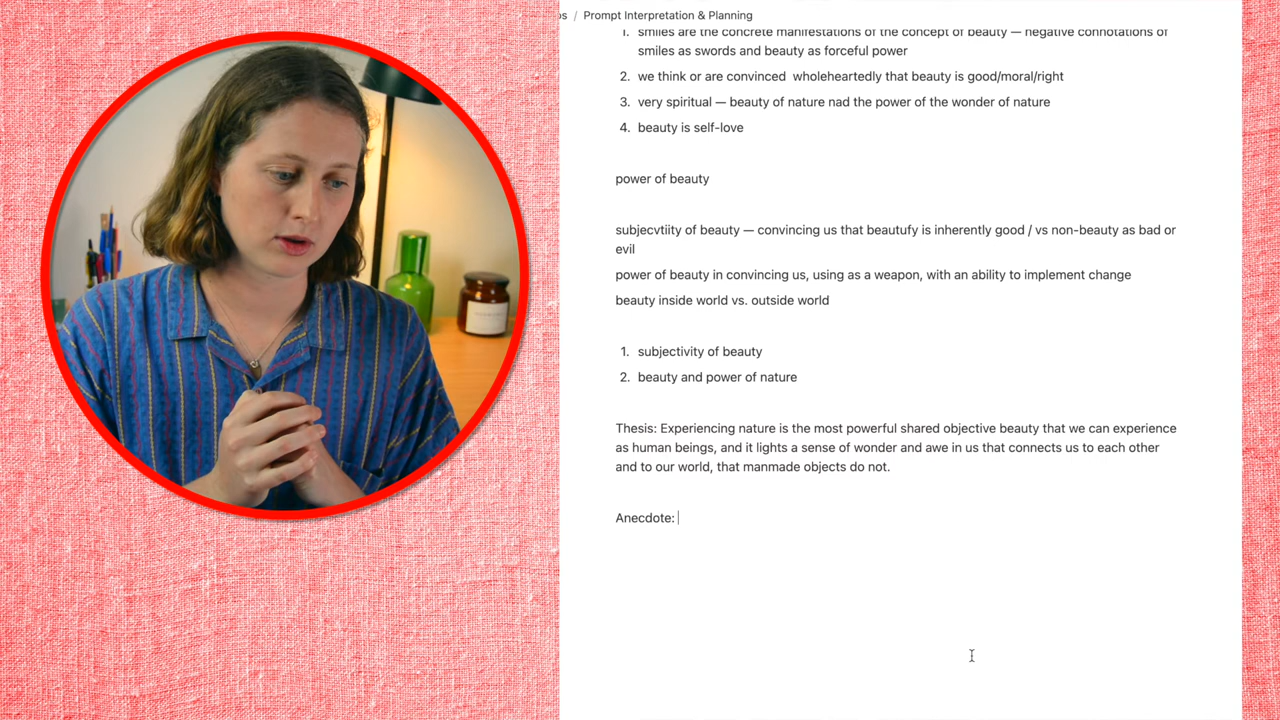 os / Prompt Interpretation & Planning
1. smiles are the concrete manifestations of the concept of beauty — negative connotations of
smiles as swords and beauty as forceful power
2. we think or are convinced  wholeheartedly that beauty is good/moral/right
3. very spiritual — beauty of nature nad the power of the wonder of nature
4. beauty is self-love
power of beauty
subjecvtiity of beauty — convincing us that beautufy is inherently good / vs non-beauty as bad or
evil
power of beauty in convincing us, using as a weapon, with an ability to implement change
beauty inside world vs. outside world
1. subjectivity of beauty
2. beauty and power of nature
Thesis: Experiencing nature is the most powerful shared objective beauty that we can experience
as human beings, and it lights a sense of wonder and awe in us that connects us to each other
and to our world, that manmade objects do not.
Anecdote: